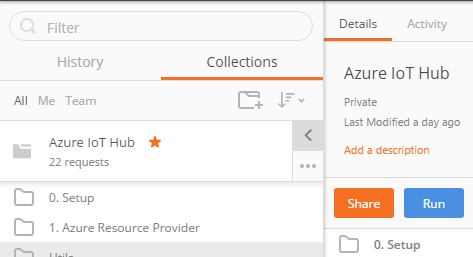 Filter
History Collections
All Me Team
Azure IoT Hub
22 requests
0. Setup
1. Azure Resource Provider
Utils
Details Activity
Azure IoT Hub
Private
Last Modified a day ago
Add a description
Share Run
0. Setup